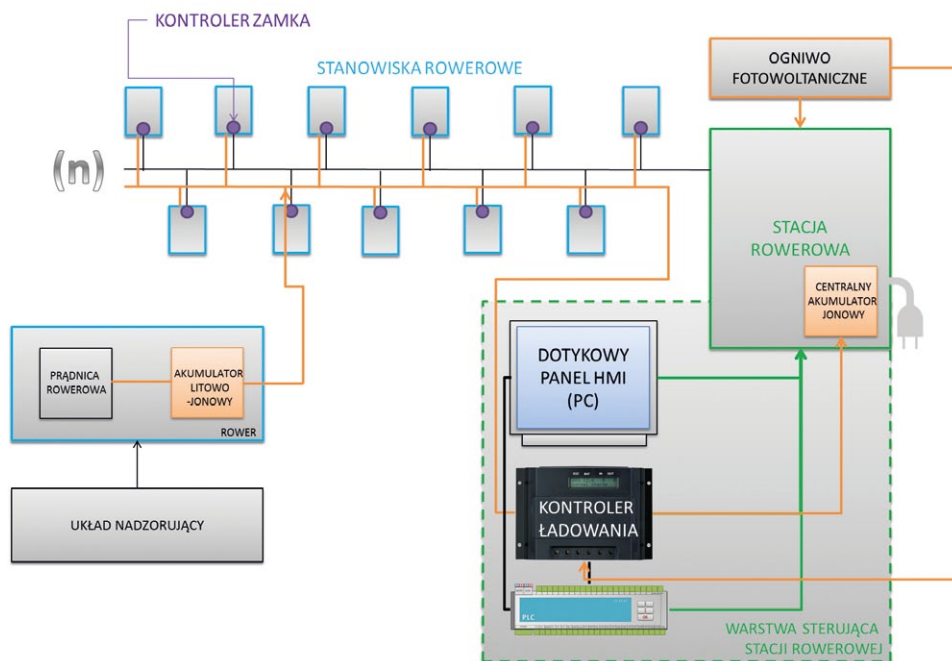 KONTROLER ZAMKA
STANOWISKA ROWEROWE
OGNIWO
FOTOWOLTANICZNE
(n)
STACJA
ROWEROWA
CENTRALNY
AKUMULATOR
JONOWY
DOTYKOWY
PANEL HMI
(PC)
PRĄDNICA
ROWEROWA
AKUMULATOR
LITOWO
-JONOWY
ROWER
UKŁAD NADZORUJĄCY
KONTROLER
ŁADOWANIA
PLC
WARSTWA STERUJĄCA
STACJI ROWEROWEJ